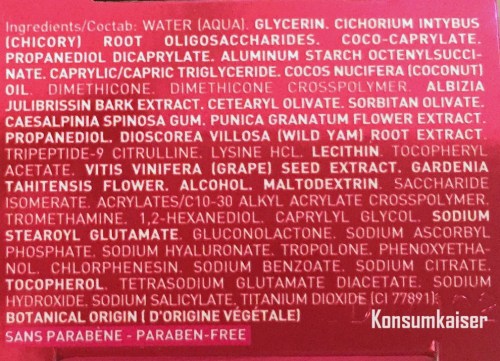 Ingredients/Coctab: WATER (AQUA). GLYCERIN. CICHORIUM INTYBUS
(CHICORY) ROOT OLIGOSACCHARIDES. COCO-CAPRYLATE.
PROPANEDIOL DICAPRYLATE. ALUMINUM STARCH OCTENYLSUCCI-
NATE. CAPRYLIC/CAPRIC TRIGLYCERIDE. COCOS NUCIFERA (COCONUT)
OIL. DIMETHICONE. DIMETHICONE CROSSPOLYMER. ALBIZIA
JULIBRISSIN BARK EXTRACT. CETEARYL OLIVATE. SORBITAN OLIVATE.
CAESALPINIA SPINOSA GUM. PUNICA GRANATUM FLOWER EXTRACT.
PROPANEDIOL. DIOSCOREA VILLOSA (WILD YAM) ROOT EXTRACT.
TRIPEPTIDE-9 CITRULLINE. LYSINE HCL. LECITHIN. TOCOPHERYL
ACETATE. VITIS VINIFERA (GRAPE) SEED EXTRACT. GARDENIA
TAHITENSIS FLOWER. ALCOHOL. MALTODEXTRIN. SACCHARIDE
ISOMERATE. ACRYLATES/C10-30 ALKYL ACRYLATE CROSSPOLYMER.
TROMETHAMINE. 1,2-HEXANEDIOL. CAPRYLYL GLYCOL. SODIUM
STEAROYL GLUTAMATE. GLUCONOLACTONE. SODIUM ASCORBYL
PHOSPHATE. SODIUM HYALURONATE. TROPOLONE. PHENOXYETHA-
NOL. CHLORPHENESIN. SODIUM BENZOATE. SODIUM CITRATE.
TOCOPHEROL. TETRASODIUM GLUTAMATE DIACETATE. SODIUM
HYDROXIDE. SODIUM SALICYLATE. TITANIUM DIOXIDE (CI 77891).
BOTANICAL ORIGIN ( D'ORIGINE VÉGÉTALE)
SANS PARABÈNE - PARABEN-FREE
Konsumkaiser